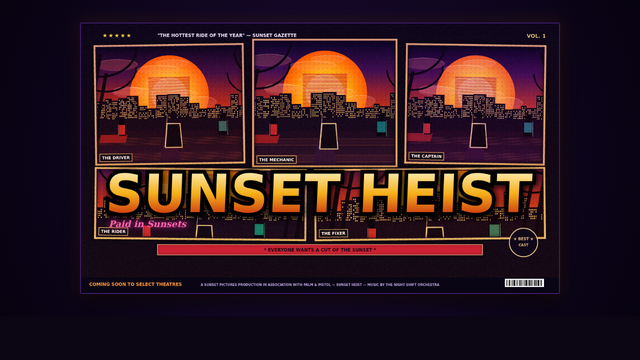 ★★★★★
"THE HOTTEST RIDE OF THE YEAR" — SUNSET GAZETTE
VOL. 1
THE DRIVER
THE MECHANIC
THE CAPTAIN
SUNSET HEIST
Paid in Sunsets
THE RIDER
THE FIXER
★ BEST ★
CAST
* EVERYONE WANTS A CUT OF THE SUNSET *
COMING SOON TO SELECT THEATRES
A SUNSET PICTURES PRODUCTION IN ASSOCIATION WITH PALM & PISTOL — SUNSET HEIST — MUSIC BY THE NIGHT SHIFT ORCHESTRA